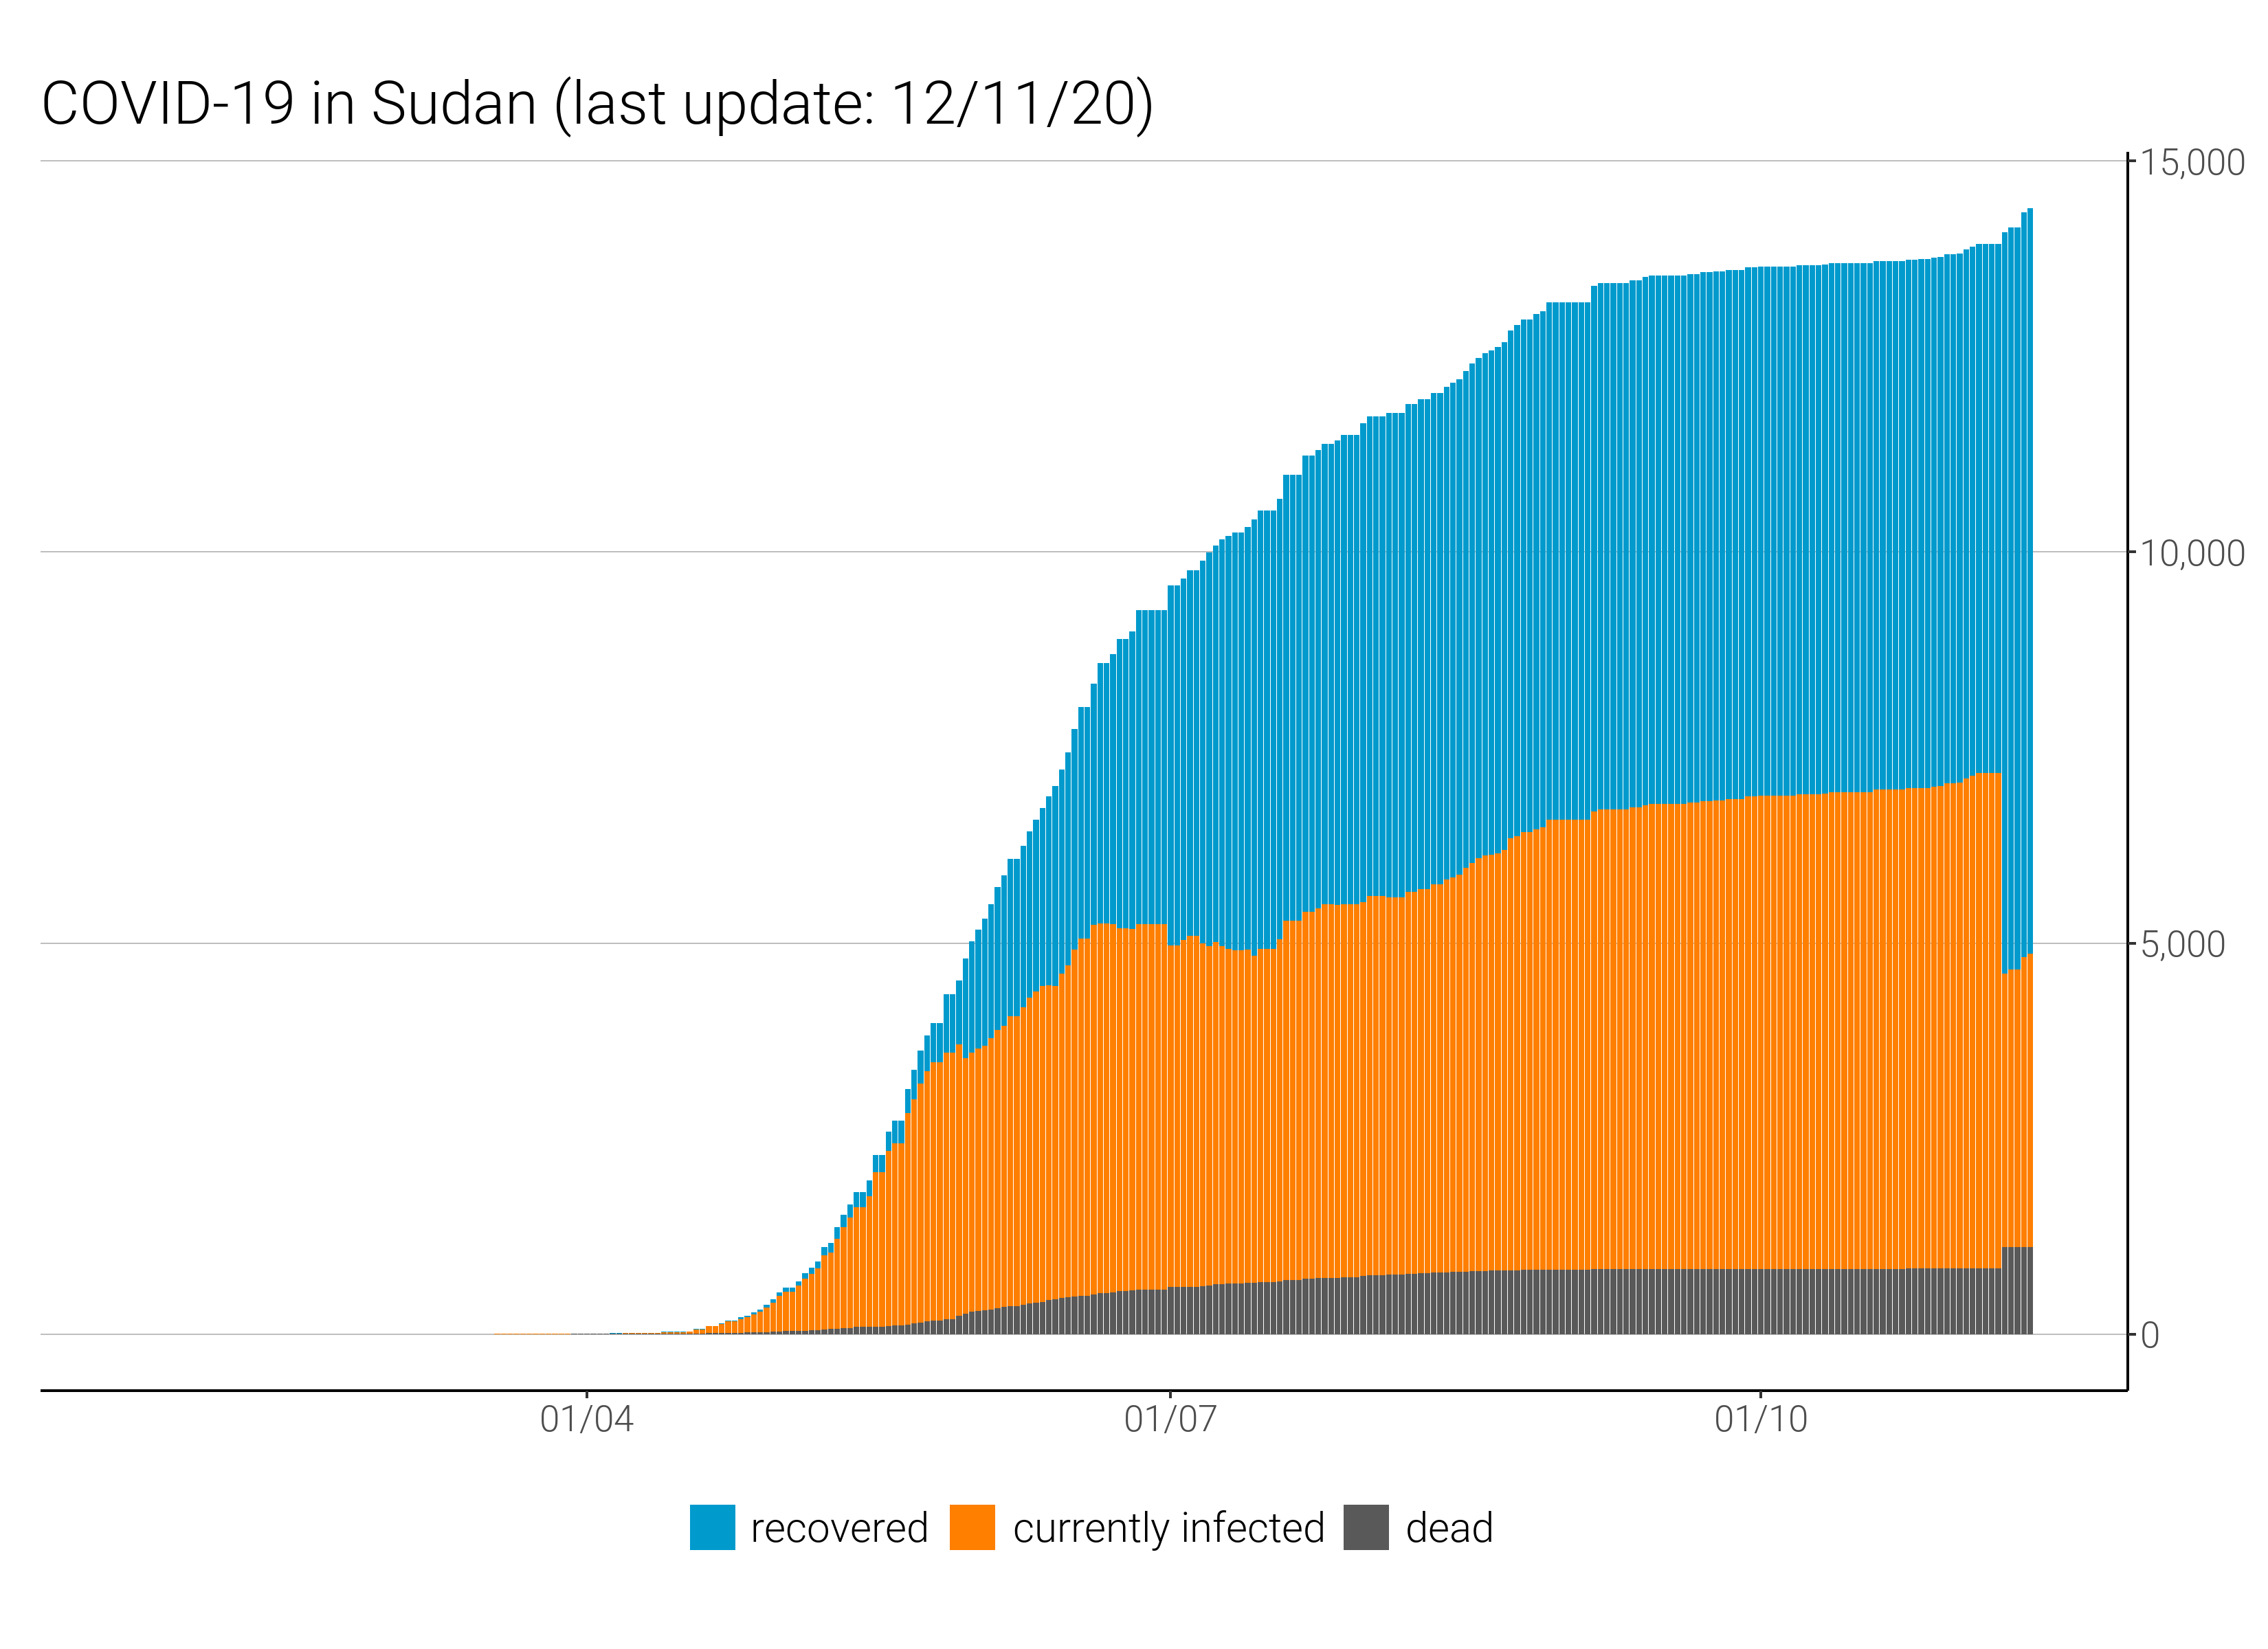 COVID-19 in Sudan (last update: 12/11/20)
15,000
10,000
5,000
0
01/04 01/07 01/10
recovered currently infected dead